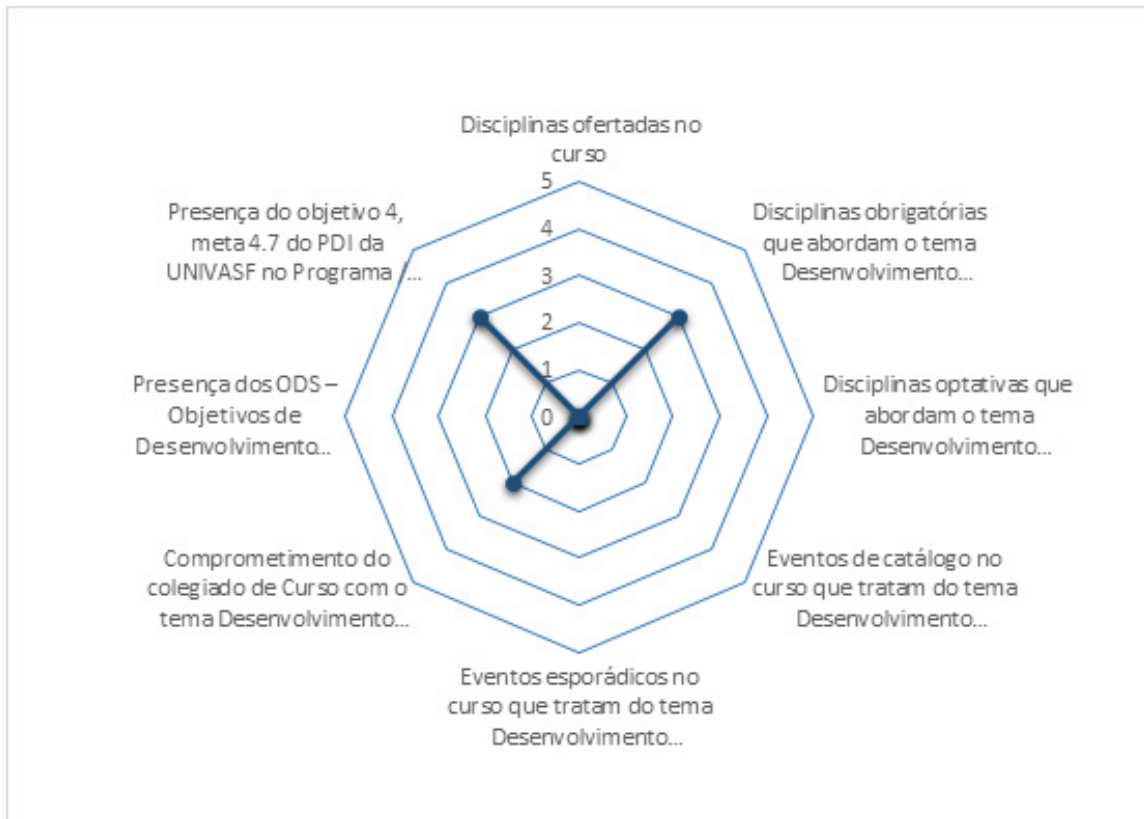 Disciplinas ofertadas no
curso
5
4
3
2
1
0
Disciplinas obrigatórias
que abordam o tema
Desenvolvimento...
Disciplinas optativas que
abordam o tema
Desenvolvimento...
Eventos de catálogo no
curso que tratam do tema
Desenvolvimento...
Eventos esporádicos no
curso que tratam do tema
Desenvolvimento...
Comprometimento do
colegiado de Curso com o
tema Desenvolvimento...
Presença dos ODS –
Objetivos de
Desenvolvimento...
Presença do objetivo 4,
meta 4.7 do PDI da
UNIVASF no Programa /...